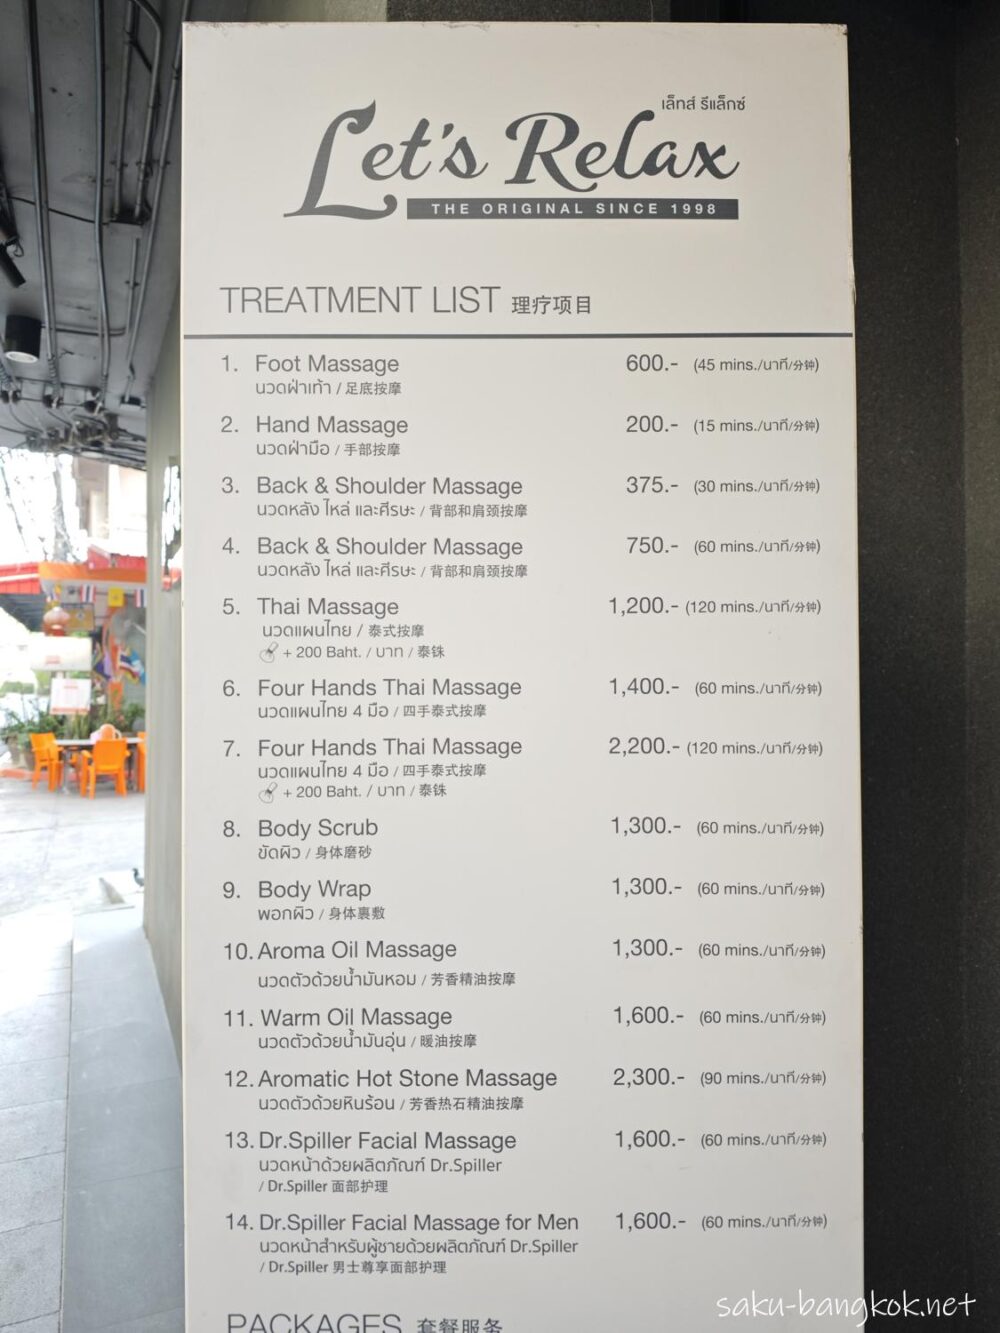 เล็ทส์ รีแล็กซ์
Let's Relax
THE ORIGINAL SINCE 1998
TREATMENT LIST 理疗项目
1. Foot Massage 600.- (45 mins./นาที/分钟)
นวดฝ่าเท้า / 足底按摩
2. Hand Massage 200.- (15 mins./นาที/分钟)
นวดฝ่ามือ / 手部按摩
3. Back & Shoulder Massage 375.- (30 mins./นาที/分钟)
นวดหลัง ไหล่ และศีรษะ / 背部和肩颈按摩
4. Back & Shoulder Massage 750.- (60 mins./นาที/分钟)
นวดหลัง ไหล่ และศีรษะ / 背部和肩颈按摩
5. Thai Massage 1,200.- (120 mins./นาที/分钟)
นวดแผนไทย / 泰式按摩
+ 200 Baht. / บาท / 泰铢
6. Four Hands Thai Massage 1,400.- (60 mins./นาที/分钟)
นวดแผนไทย 4 มือ / 四手泰式按摩
7. Four Hands Thai Massage 2,200.- (120 mins./นาที/分钟)
นวดแผนไทย 4 มือ / 四手泰式按摩
+ 200 Baht. / บาท / 泰铢
8. Body Scrub 1,300.- (60 mins./นาที/分钟)
ขัดผิว / 身体磨砂
9. Body Wrap 1,300.- (60 mins./นาที/分钟)
พอกผิว / 身体裹敷
10. Aroma Oil Massage 1,300.- (60 mins./นาที/分钟)
นวดตัวด้วยน้ำมันหอม / 芳香精油按摩
11. Warm Oil Massage 1,600.- (60 mins./นาที/分钟)
นวดตัวด้วยน้ำมันอุ่น / 暖油按摩
12. Aromatic Hot Stone Massage 2,300.- (90 mins./นาที/分钟)
นวดตัวด้วยหินร้อน / 芳香热石精油按摩
13. Dr.Spiller Facial Massage 1,600.- (60 mins./นาที/分钟)
นวดหน้าด้วยผลิตภัณฑ์ Dr.Spiller
/ Dr.Spiller 面部护理
14. Dr.Spiller Facial Massage for Men 1,600.- (60 mins./นาที/分钟)
นวดหน้าสำหรับผู้ชายด้วยผลิตภัณฑ์ Dr.Spiller
/ Dr.Spiller 男士尊享面部护理
PACKAGES 套餐服务
saku-bangkok.net